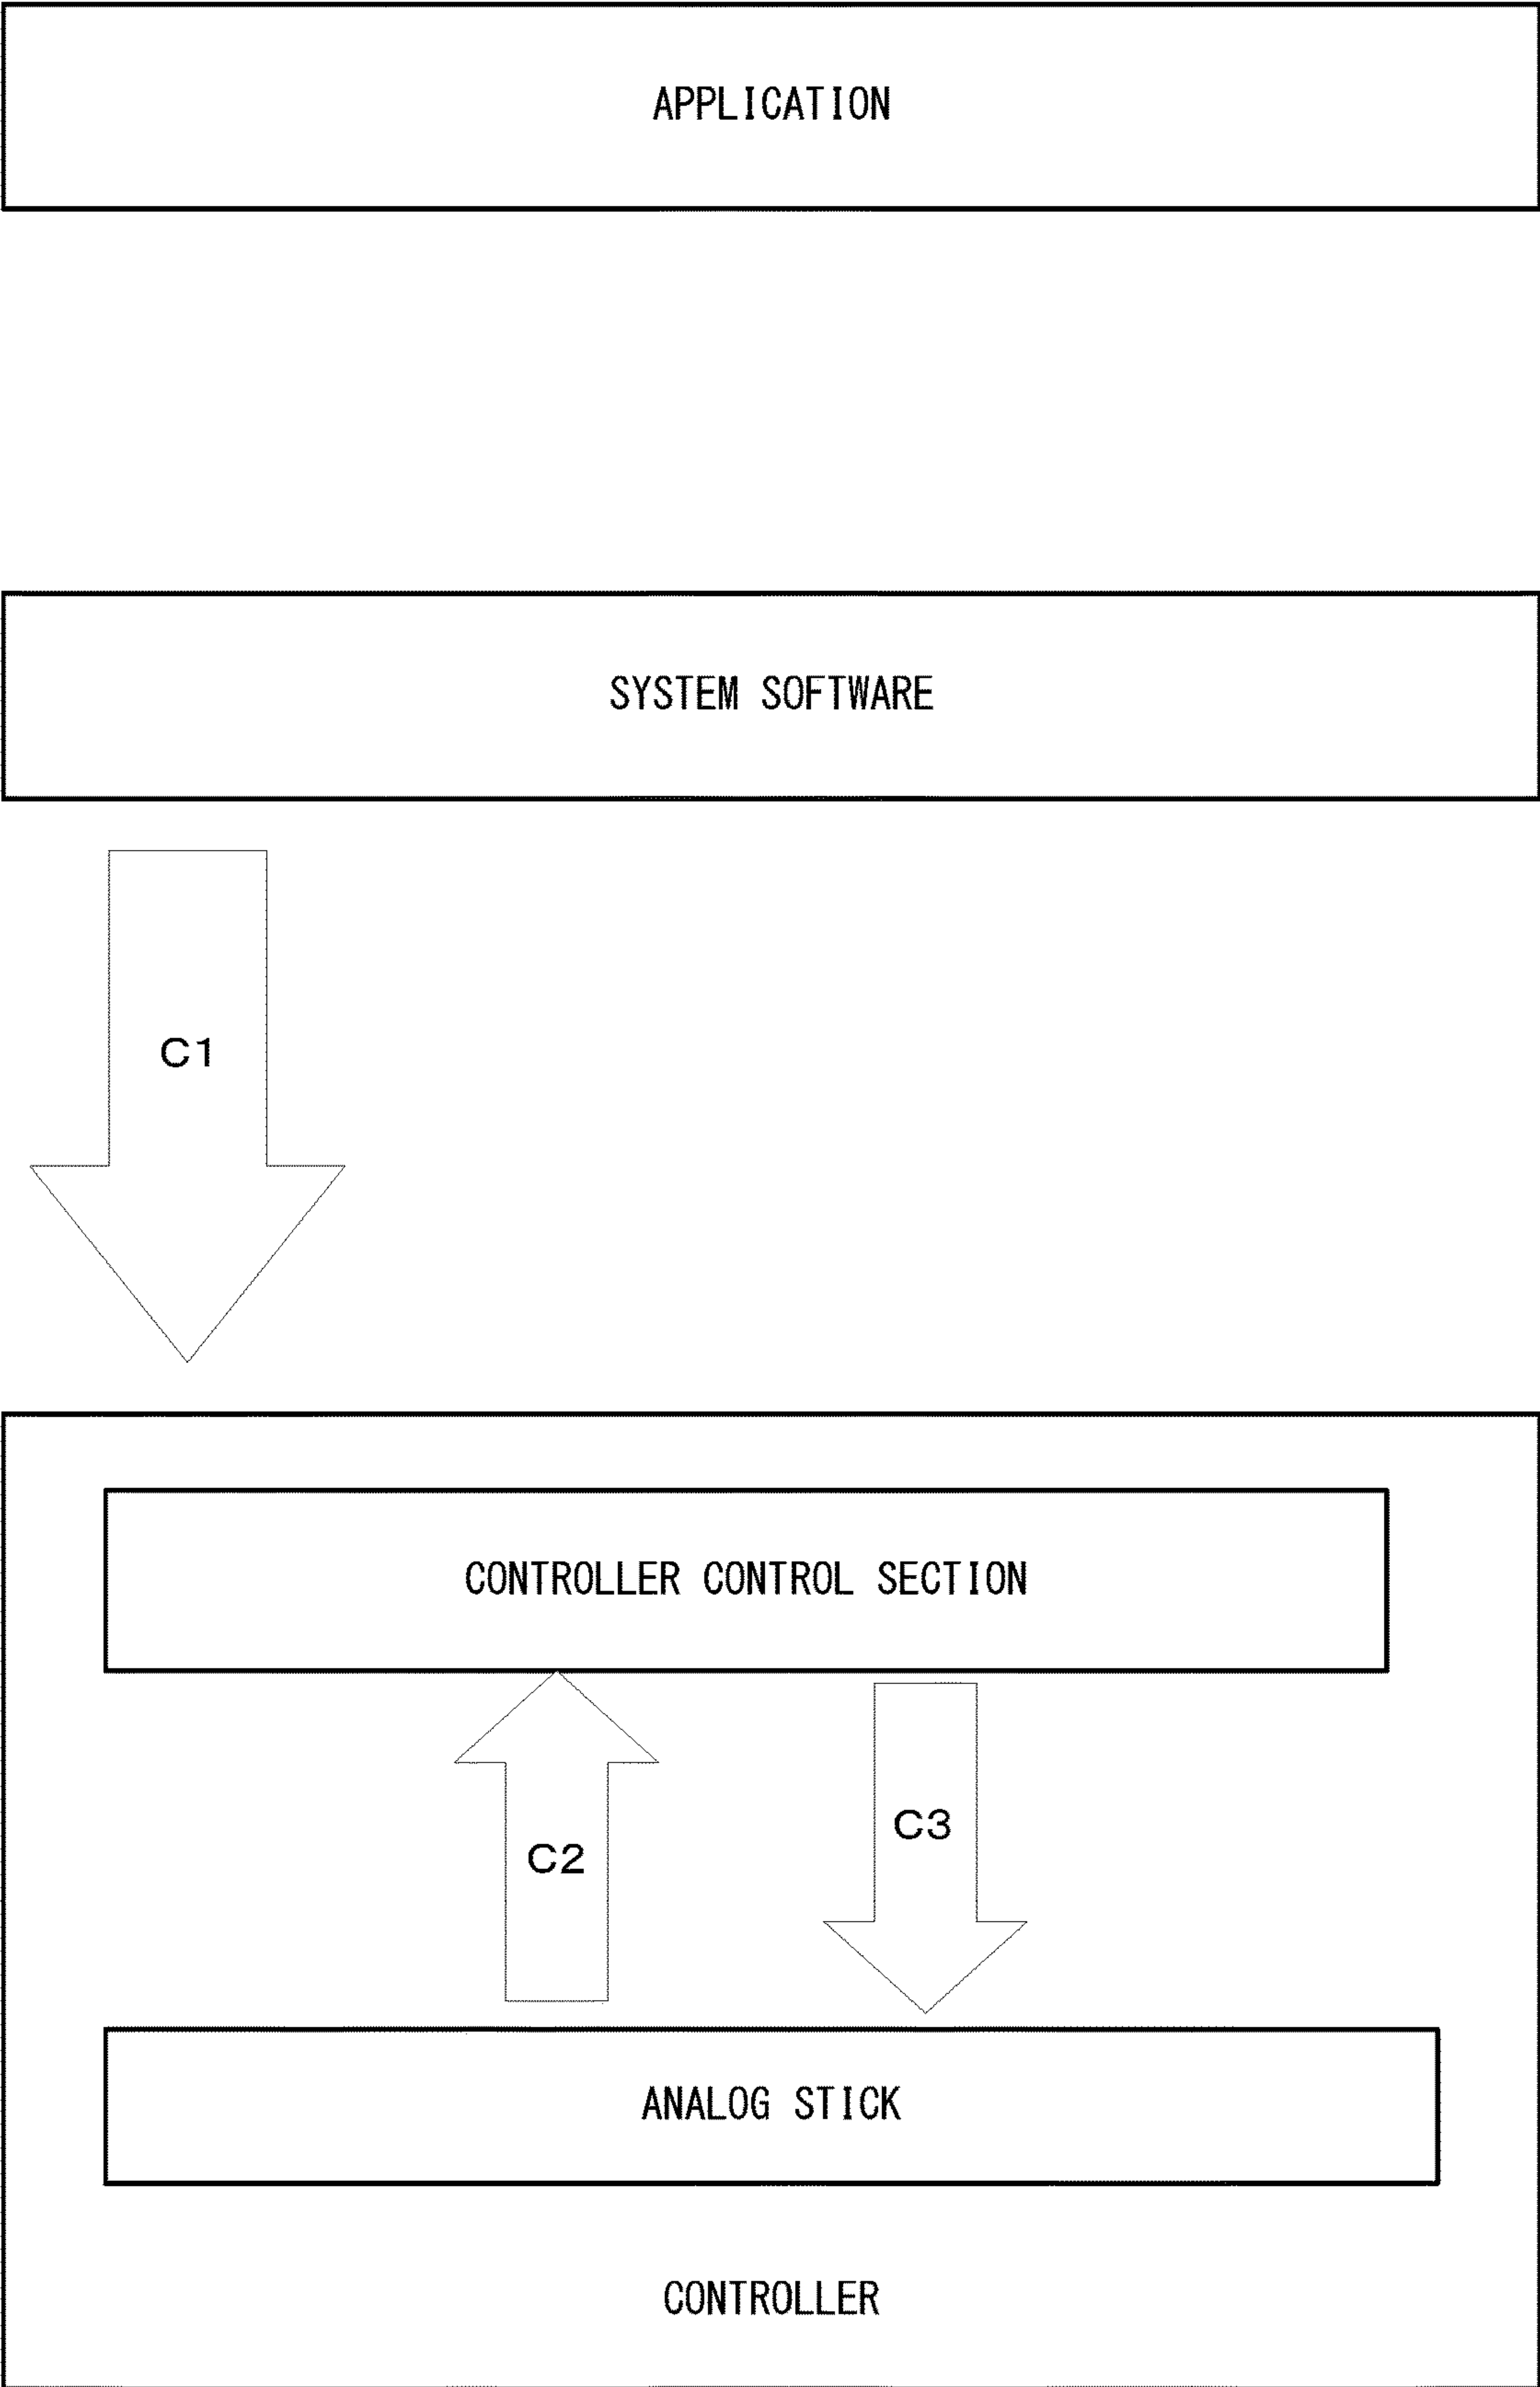 APPLICATION
SYSTEM SOFTWARE
C1
CONTROLLER CONTROL SECTION
C2
C3
ANALOG STICK
CONTROLLER